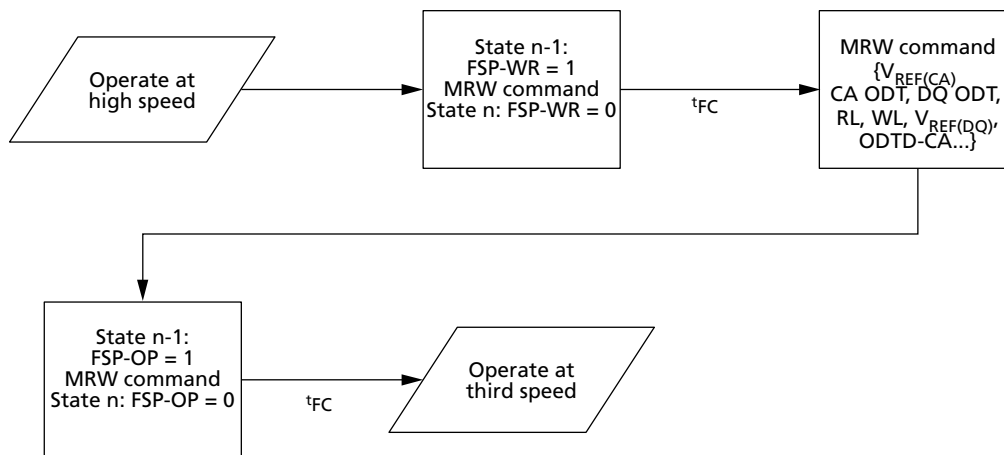 Operate at
high speed
State n-1:
FSP-WR = 1
MRW command
State n: FSP-WR = 0
tFC
MRW command
{VREF(CA)
CA ODT, DQ ODT,
RL, WL, VREF(DQ),
ODTD-CA...}
State n-1:
FSP-OP = 1
MRW command
State n: FSP-OP = 0
tFC
Operate at
third speed